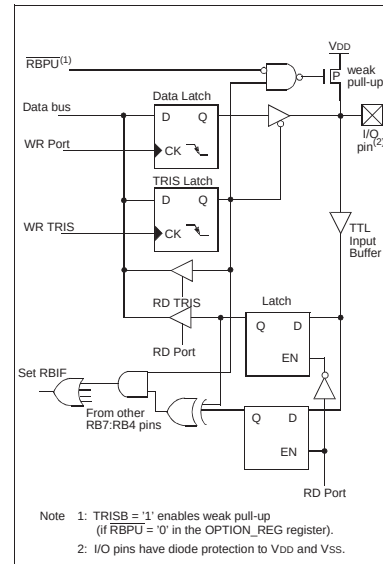 VDD
RBPU(1)
P
weak
pull-up
Data bus
Data Latch
D Q
WR Port
CK
I/O
pin(2)
TRIS Latch
D Q
WR TRIS
CK
TTL
Input
Buffer
RD TRIS
Latch
Q D
RD Port
EN
Set RBIF
From other
RB7:RB4 pins
Q D
EN
RD Port
Note 1: TRISB = '1' enables weak pull-up
(if RBPU = '0' in the OPTION_REG register).
2: I/O pins have diode protection to VDD and VSS.